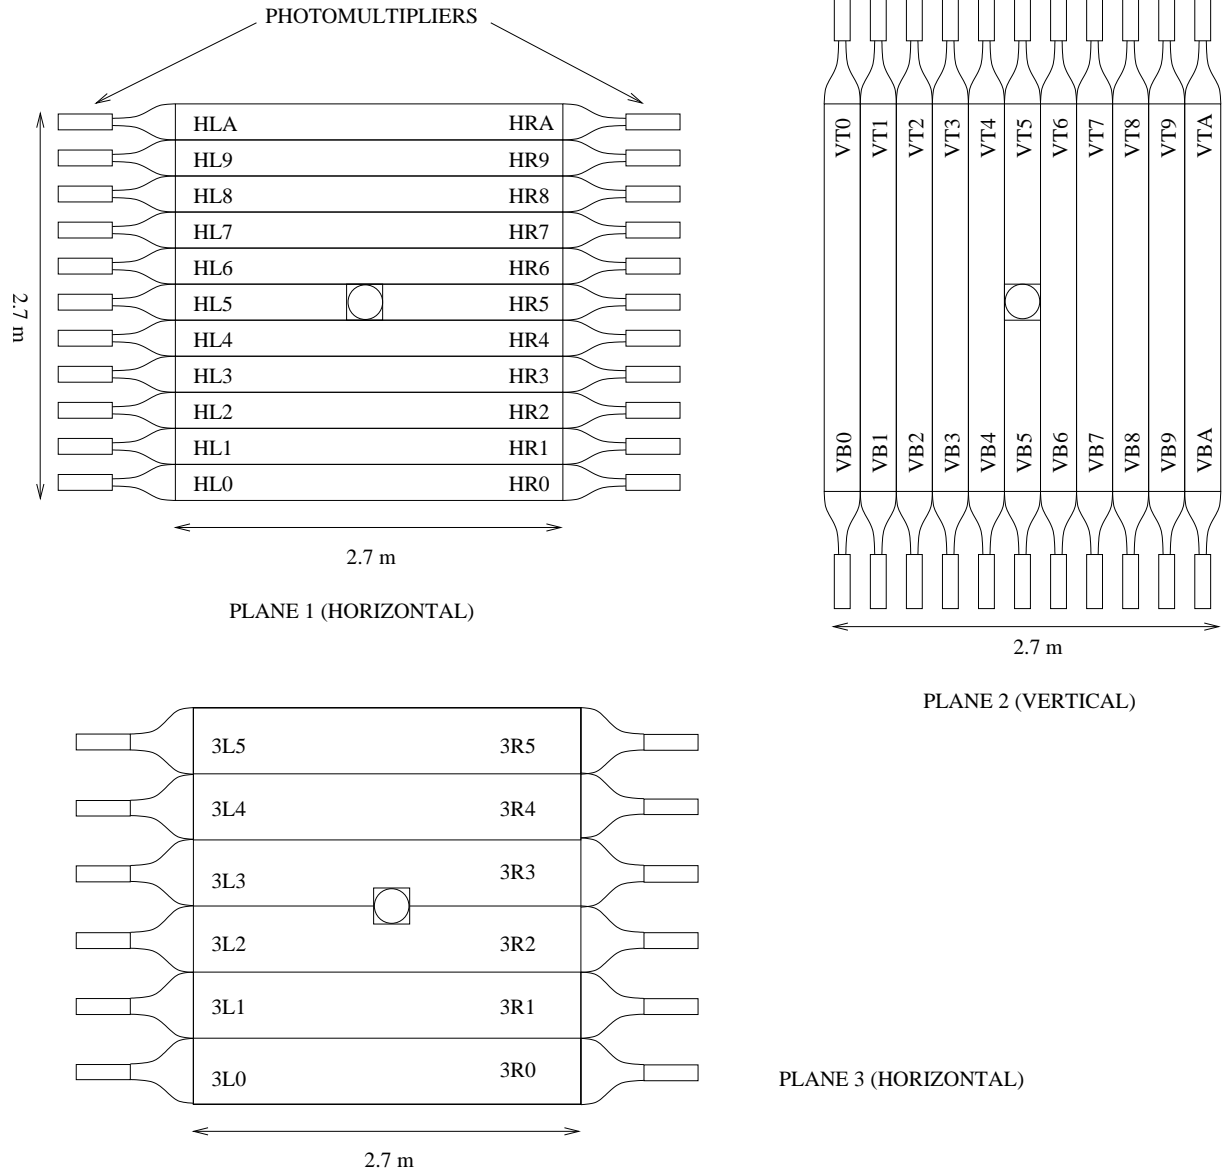 PHOTOMULTIPLIERS
HLA HRA
HL9 HR9
HL8 HR8
HL7 HR7
HL6 HR6
HL5 HR5
HL4 HR4
HL3 HR3
HL2 HR2
HL1 HR1
HL0 HR0
2.7 m
2.7 m
PLANE 1 (HORIZONTAL)
VT0 VT1 VT2 VT3 VT4 VT5 VT6 VT7 VT8 VT9 VTA
VB0 VB1 VB2 VB3 VB4 VB5 VB6 VB7 VB8 VB9 VBA
2.7 m
PLANE 2 (VERTICAL)
3L5 3R5
3L4 3R4
3L3 3R3
3L2 3R2
3L1 3R1
3L0 3R0
2.7 m
PLANE 3 (HORIZONTAL)